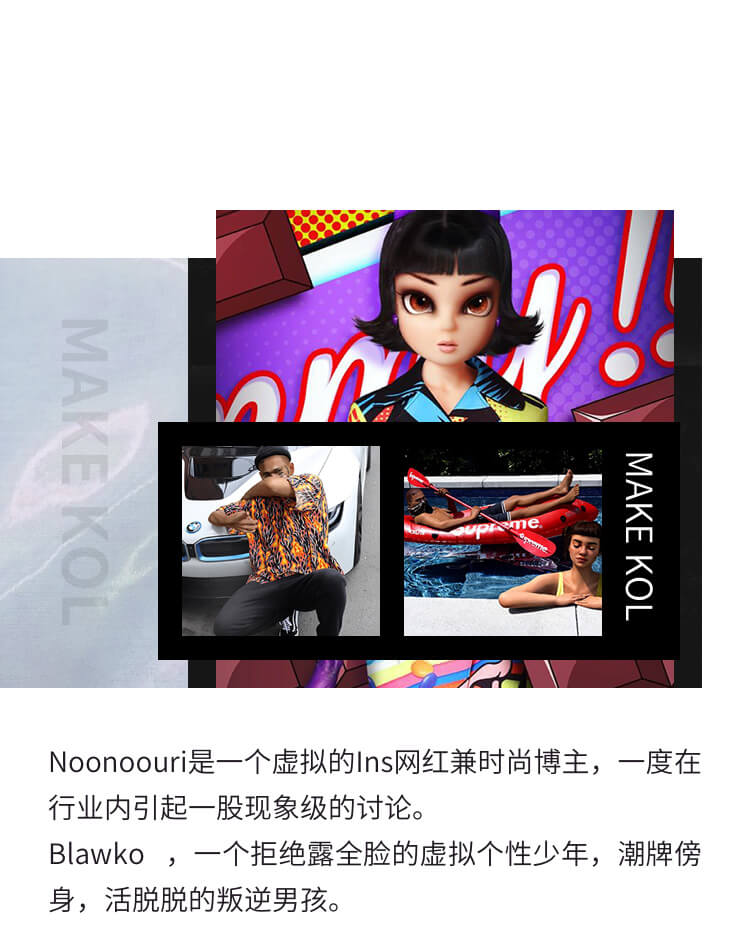 MAKE KOL
Supreme.
Supreme.
MAKE KOL
Noonoouri是一个虚拟的Ins网红兼时尚博主，一度在
行业内引起一股现象级的讨论。
Blawko ，一个拒绝露全脸的虚拟个性少年，潮牌傍
身，活脱脱的叛逆男孩。